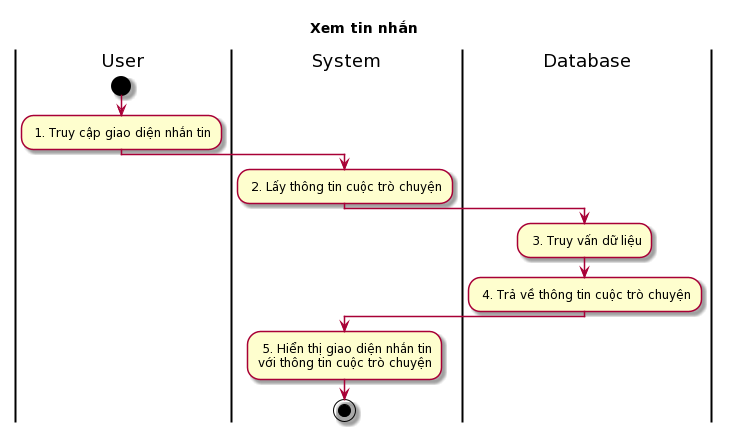 Xem tin nhắn
User
System
Database
1. Truy cập giao diện nhắn tin
2. Lấy thông tin cuộc trò chuyện
3. Truy vấn dữ liệu
4. Trả về thông tin cuộc trò chuyện
5. Hiển thị giao diện nhắn tin
với thông tin cuộc trò chuyện